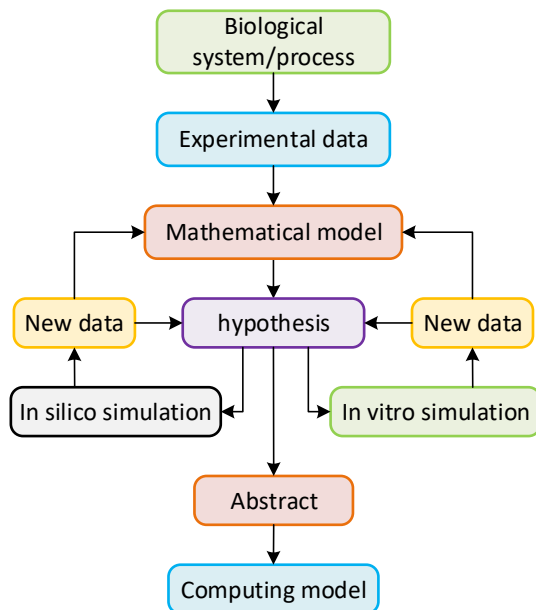 Biological
system/process
Experimental data
Mathematical model
New data
hypothesis
New data
In silico simulation
In vitro simulation
Abstract
Computing model